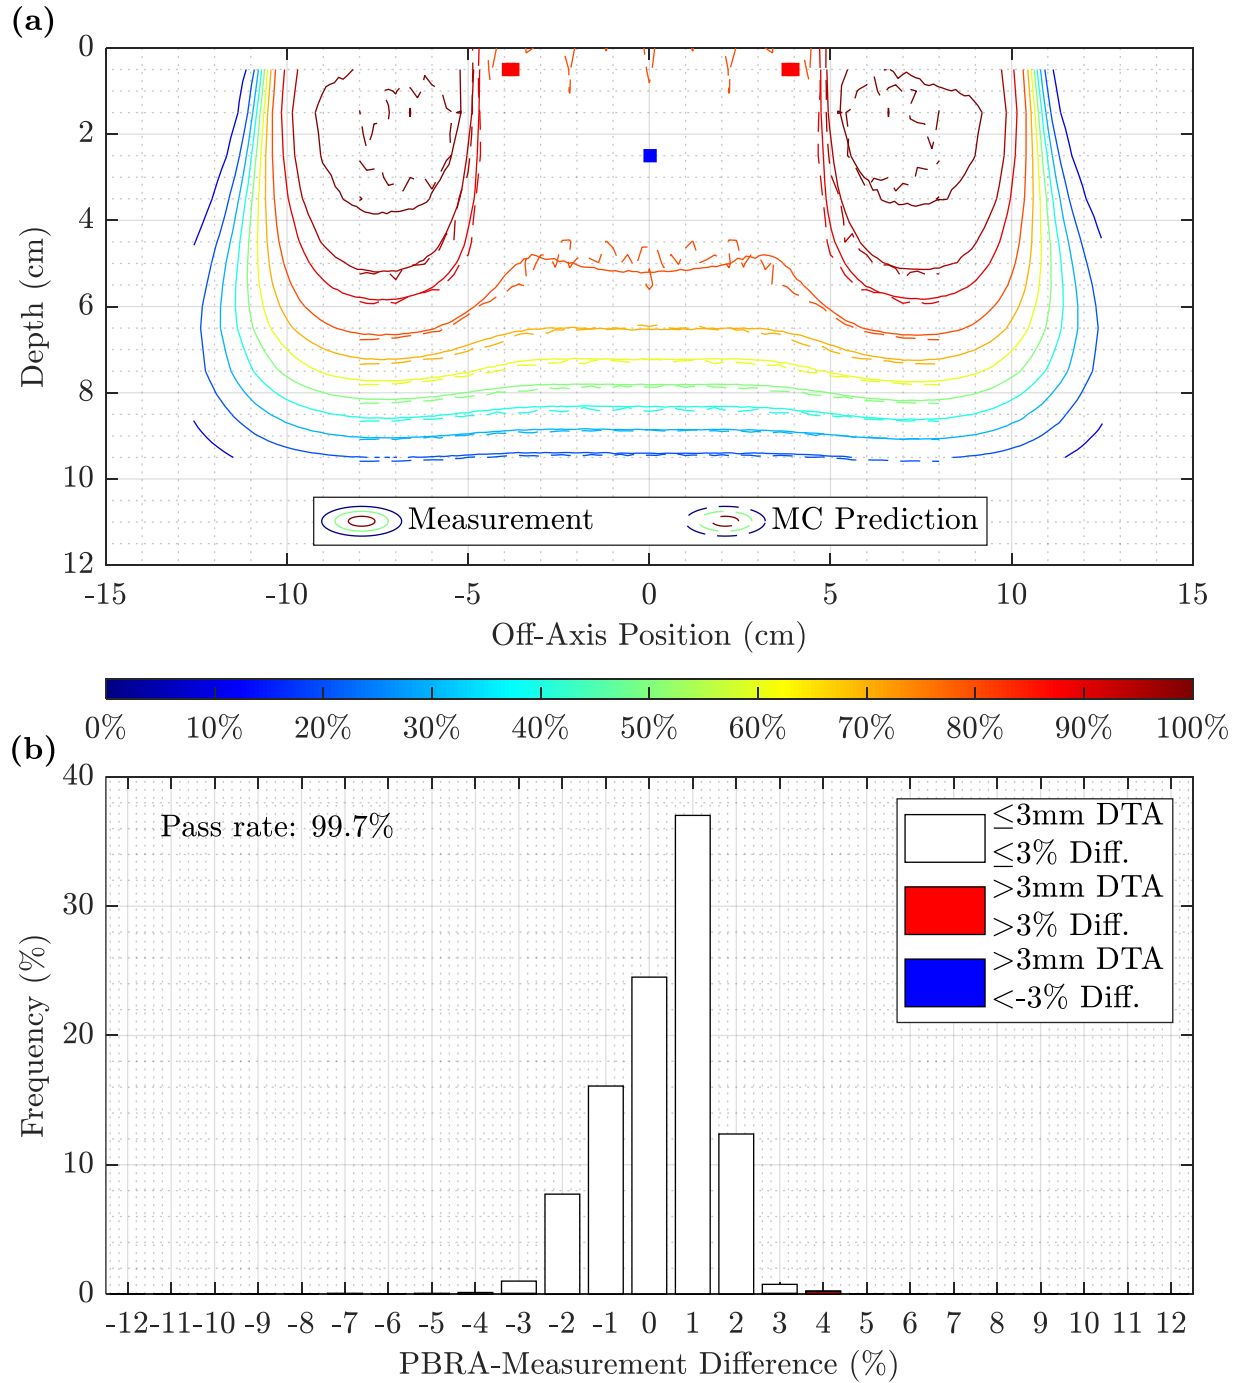 (a)
0
2
4
6
8
10
12
Depth (cm)
Measurement
MC Prediction
-15 -10 -5 0 5 10 15
Off-Axis Position (cm)
0% 10% 20% 30% 40% 50% 60% 70% 80% 90% 100%
(b)
40
30
20
10
0
Frequency (%)
Pass rate: 99.7%
≤3mm DTA
≤3% Diff.
>3mm DTA
>3% Diff.
>3mm DTA
<-3% Diff.
-12 -11 -10 -9 -8 -7 -6 -5 -4 -3 -2 -1 0 1 2 3 4 5 6 7 8 9 10 11 12
PBRA-Measurement Difference (%)